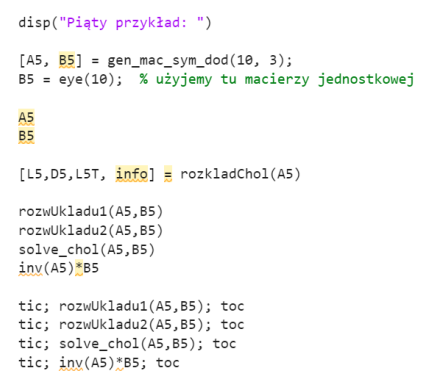 disp("Piąty przykład: ")
[A5, B5] = gen_mac_sym_dod(10, 3);
B5 = eye(10);  % użyjemy tu macierzy jednostkowej
A5
B5
[L5,D5,L5T, info] = rozkladChol(A5)
rozwUkladu1(A5,B5)
rozwUkladu2(A5,B5)
solve_chol(A5,B5)
inv(A5)*B5
tic; rozwUkladu1(A5,B5); toc
tic; rozwUkladu2(A5,B5); toc
tic; solve_chol(A5,B5); toc
tic; inv(A5)*B5; toc